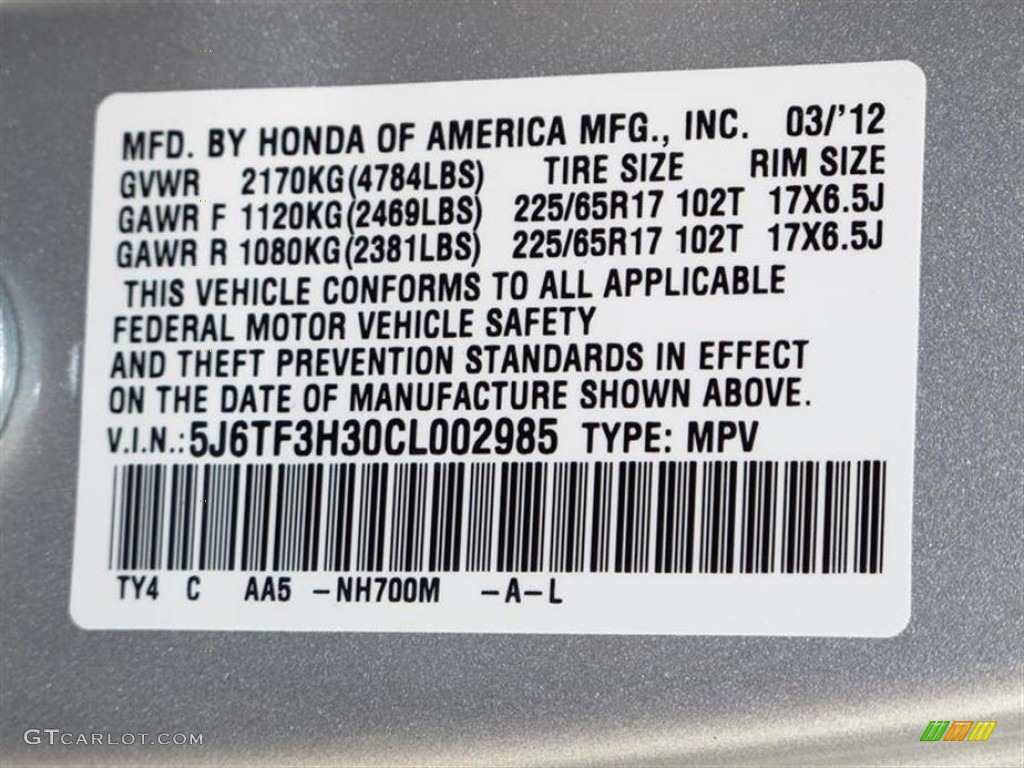 MFD. BY HONDA OF AMERICA MFG., INC. 03/'12
GVWR 2170KG(4784LBS) TIRE SIZE RIM SIZE
GAWR F 1120KG(2469LBS) 225/65R17 102T 17X6.5J
GAWR R 1080KG(2381LBS) 225/65R17 102T 17X6.5J
THIS VEHICLE CONFORMS TO ALL APPLICABLE
FEDERAL MOTOR VEHICLE SAFETY
AND THEFT PREVENTION STANDARDS IN EFFECT
ON THE DATE OF MANUFACTURE SHOWN ABOVE.
V.I.N.: 5J6TF3H30CL002985 TYPE: MPV
TY4 C AA5 -NH700M -A-L
GTCARLOT.COM